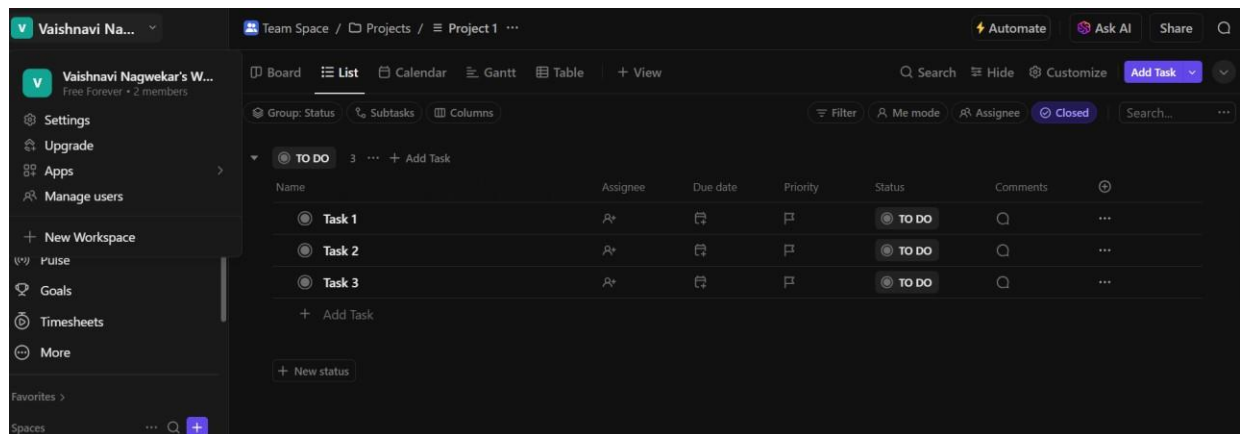 V Vaishnavi Na...
Team Space / Projects / Project 1 ...
Automate Ask AI Share
V Vaishnavi Nagwekar's W...
Free Forever • 2 members
Settings
Upgrade
Apps
Manage users
New Workspace
Pulse
Goals
Timesheets
More
Favorites >
Spaces ...
Board List Calendar Gantt Table + View
Search Hide Customize Add Task
Group: Status Subtasks Columns
Filter Me mode Assignee Closed Search... ...
TO DO 3 ... + Add Task
Name Assignee Due date Priority Status Comments
Task 1 TO DO ...
Task 2 TO DO ...
Task 3 TO DO ...
+ Add Task
+ New status